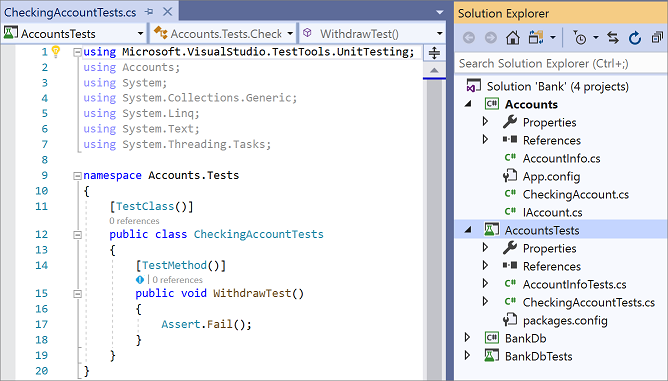 CheckingAccountTests.cs
AccountsTests
Accounts.Tests.Check
WithdrawTest()
1 using Microsoft.VisualStudio.TestTools.UnitTesting;
2 using Accounts;
3 using System;
4 using System.Collections.Generic;
5 using System.Linq;
6 using System.Text;
7 using System.Threading.Tasks;
8
9 namespace Accounts.Tests
10 {
11 [TestClass()]
0 references
12 public class CheckingAccountTests
13 {
14 [TestMethod()]
| 0 references
15 public void WithdrawTest()
16 {
17 Assert.Fail();
18 }
19 }
20 }
Solution Explorer
Search Solution Explorer (Ctrl+;)
Solution 'Bank' (4 projects)
C# Accounts
Properties
References
C# AccountInfo.cs
App.config
C# CheckingAccount.cs
C# IAccount.cs
AccountsTests
Properties
References
C# AccountInfoTests.cs
C# CheckingAccountTests.cs
packages.config
C# BankDb
BankDbTests